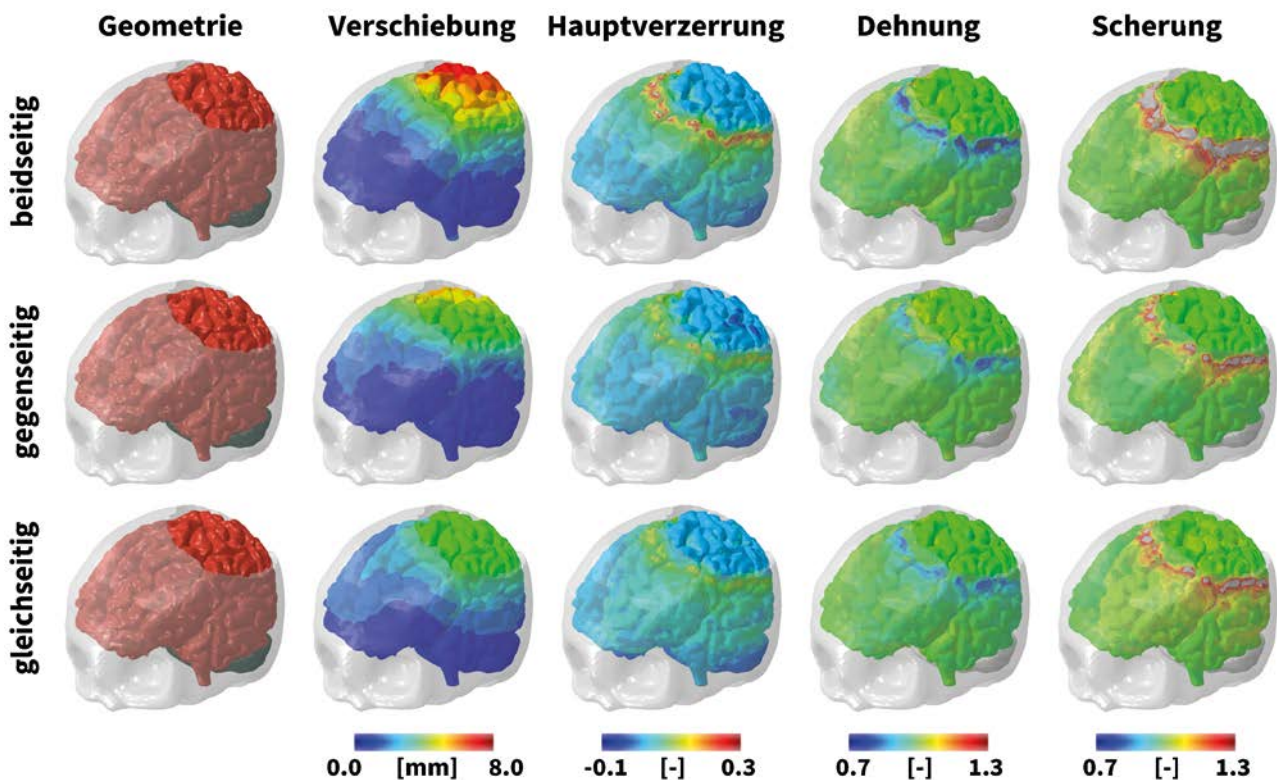 Geometrie Verschiebung Hauptverzerrung Dehnung Scherung
beidseitig
gegenseitig
gleichseitig
0.0 [mm] 8.0 -0.1 [-] 0.3 0.7 [-] 1.3 0.7 [-] 1.3